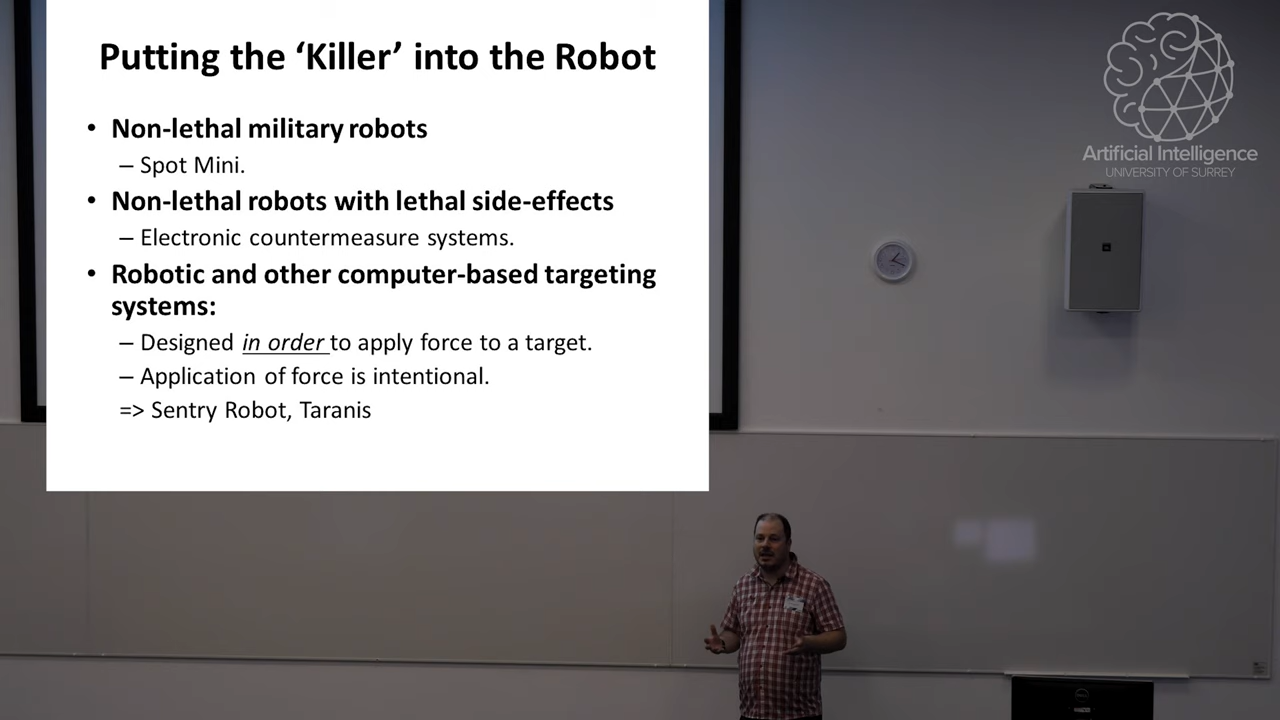 Putting the ‘Killer’ into the Robot
• Non-lethal military robots
– Spot Mini.
• Non-lethal robots with lethal side-effects
– Electronic countermeasure systems.
• Robotic and other computer-based targeting
systems:
– Designed in order to apply force to a target.
– Application of force is intentional.
=> Sentry Robot, Taranis
Artificial Intelligence
UNIVERSITY OF SURREY